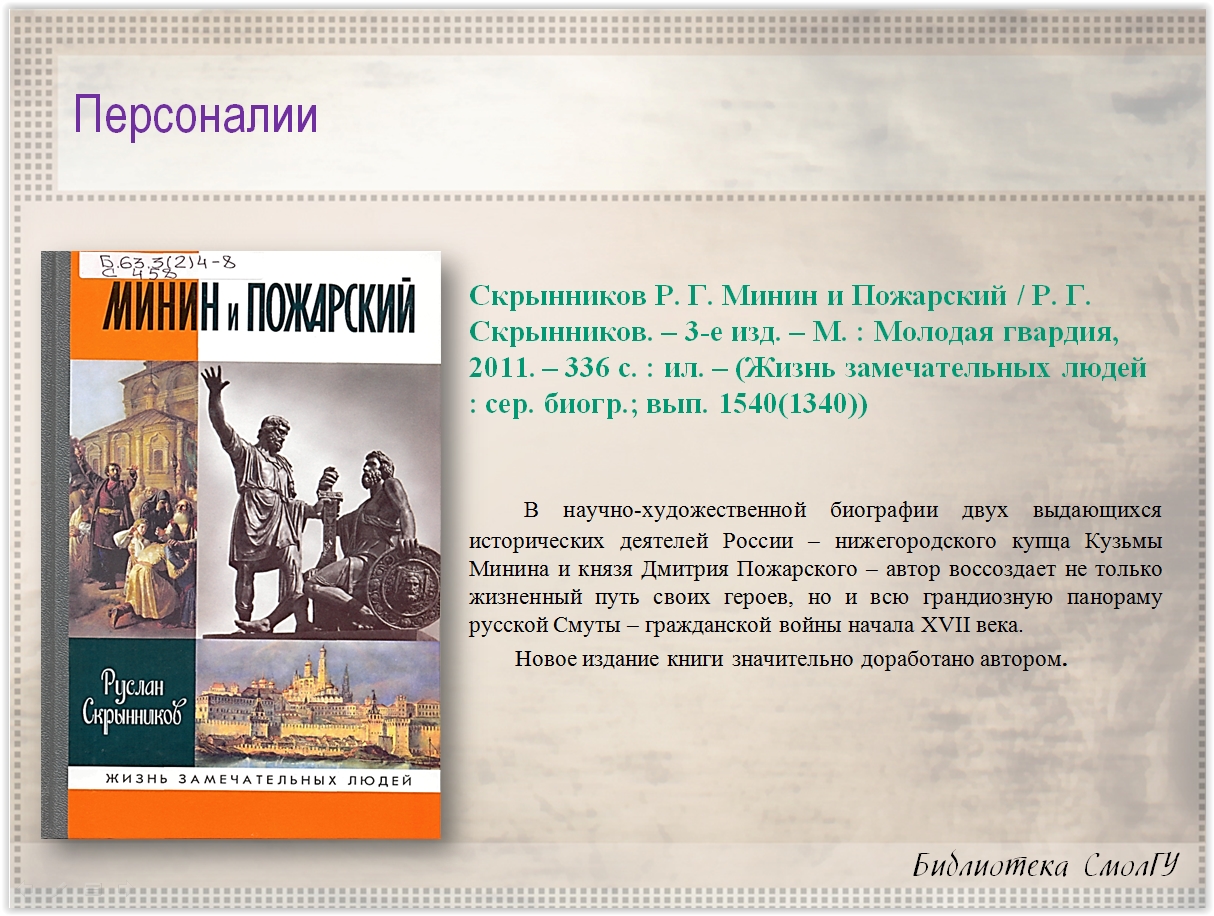 Персоналии
Б.63.3(2)4-8
С 458
МИНИН и ПОЖАРСКИЙ
Руслан
Скрынников
ЖИЗНЬ ЗАМЕЧАТЕЛЬНЫХ ЛЮДЕЙ
Скрынников Р. Г. Минин и Пожарский / Р. Г.
Скрынников. – 3-е изд. – М. : Молодая гвардия,
2011. – 336 с. : ил. – (Жизнь замечательных людей
: сер. биогр.; вып. 1540(1340))
В научно-художественной биографии двух выдающихся
исторических деятелей России – нижегородского купца Кузьмы
Минина и князя Дмитрия Пожарского – автор воссоздает не только
жизненный путь своих героев, но и всю грандиозную панораму
русской Смуты – гражданской войны начала XVII века.
Новое издание книги значительно доработано автором.
Библиотека СмолГУ